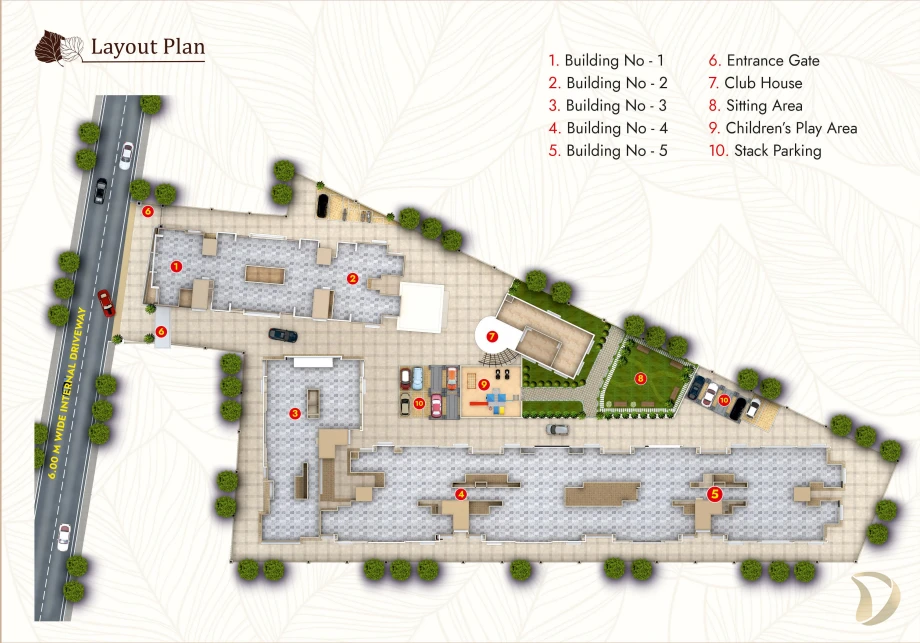 Layout Plan
1. Building No - 1
2. Building No - 2
3. Building No - 3
4. Building No - 4
5. Building No - 5
6. Entrance Gate
7. Club House
8. Sitting Area
9. Children's Play Area
10. Stack Parking
6
1
2
6
7
8
9
10
10
3
4
5
6.00 M WIDE INTERNAL DRIVEWAY